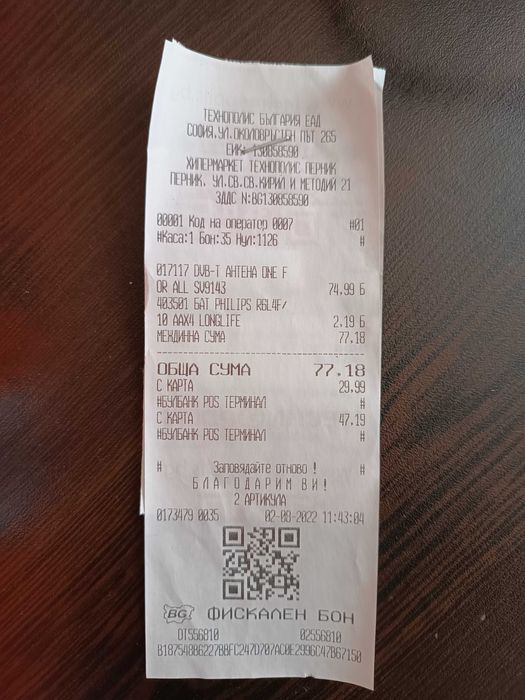 ТЕХНОПОЛИС БЪЛГАРИЯ ЕАД
СОФИЯ,УЛ.ОКОЛОВРЪСТЕН ПЪТ 265
ЕИК 130858590
ХИПЕРМАРКЕТ ТЕХНОПОЛИС ПЕРНИК
ПЕРНИК, УЛ.СВ.СВ.КИРИЛ И МЕТОДИЙ 21
ЗДДС N:BG130858590
00001 Код на оператор 0007 #01
#Каса:1 Бон:35 Нул:1126 #
017117 DVB-T АНТЕНА ONE F
OR ALL SV9143 74.99 Б
403501 БАТ PHILIPS R6L4F/
10 AAX4 LONGLIFE 2.19 Б
МЕЖДИННА СУМА 77.18
ОБЩА СУМА 77.18
С КАРТА 29.99
#БУЛБАНК POS ТЕРМИНАЛ #
С КАРТА 47.19
#БУЛБАНК POS ТЕРМИНАЛ #
# Заповядайте отново ! #
Б Л А Г О Д А Р И М В И !
2 АРТИКУЛА
0173479 0035 02-08-2022 11:43:04
BG ФИСКАЛЕН БОН
DT556810 02556810